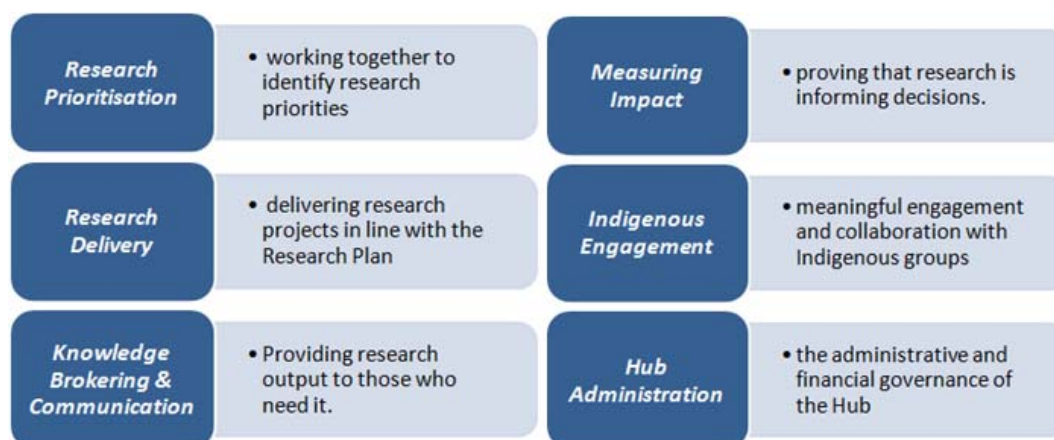 Research
Prioritisation
• working together to
identify research
priorities
Measuring
Impact
• proving that research is
informing decisions.
Research
Delivery
• delivering research
projects in line with the
Research Plan
Indigenous
Engagement
• meaningful engagement
and collaboration with
Indigenous groups
Knowledge
Brokering &
Communication
• Providing research
output to those who
need it.
Hub
Administration
• the administrative and
financial governance of
the Hub